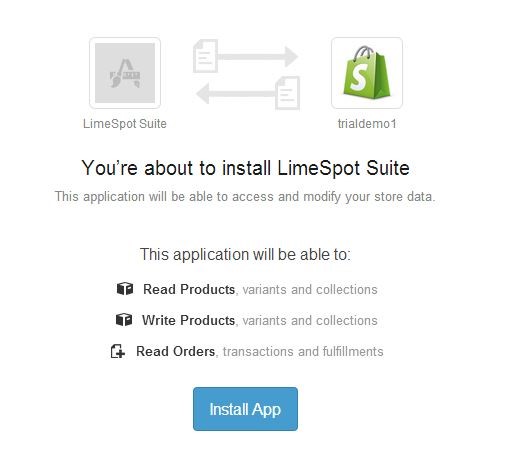 LimeSpot Suite
trialdemo1
You're about to install LimeSpot Suite
This application will be able to access and modify your store data.
This application will be able to:
Read Products, variants and collections
Write Products, variants and collections
Read Orders, transactions and fulfillments
Install App